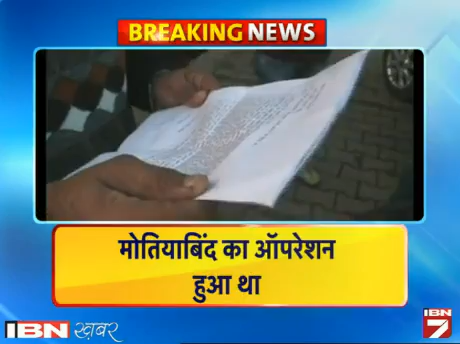 BREAKING NEWS
मोतियाबिंद का ऑपरेशन
हुआ था
IBN ख़बर
IBN
7